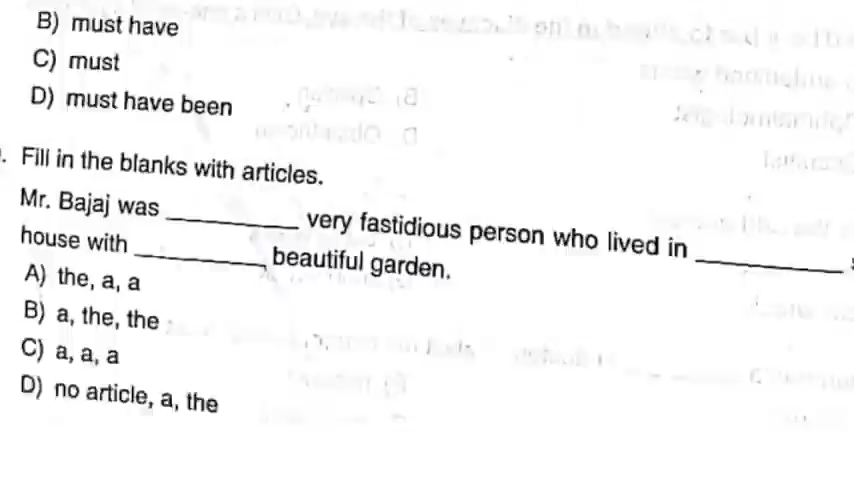 B) must have
C) must
D) must have been
. Fill in the blanks with articles.
Mr. Bajaj was __________ very fastidious person who lived in __________
house with __________ beautiful garden.
A) the, a, a
B) a, the, the
C) a, a, a
D) no article, a, the